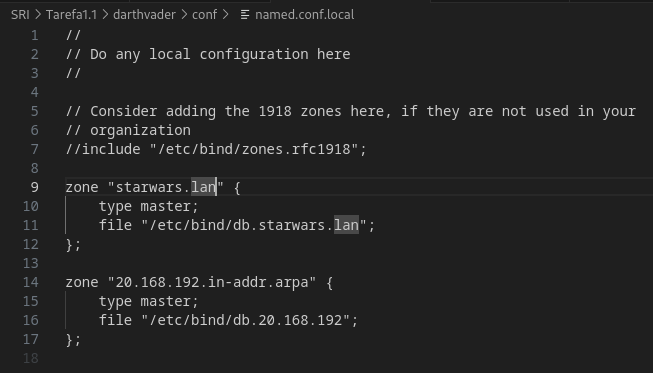 SRI > Tarefa1.1 > darthvader > conf > named.conf.local
1 //
2 // Do any local configuration here
3 //
4
5 // Consider adding the 1918 zones here, if they are not used in your
6 // organization
7 //include "/etc/bind/zones.rfc1918";
8
9 zone "starwars.lan" {
10     type master;
11     file "/etc/bind/db.starwars.lan";
12 };
13
14 zone "20.168.192.in-addr.arpa" {
15     type master;
16     file "/etc/bind/db.20.168.192";
17 };
18